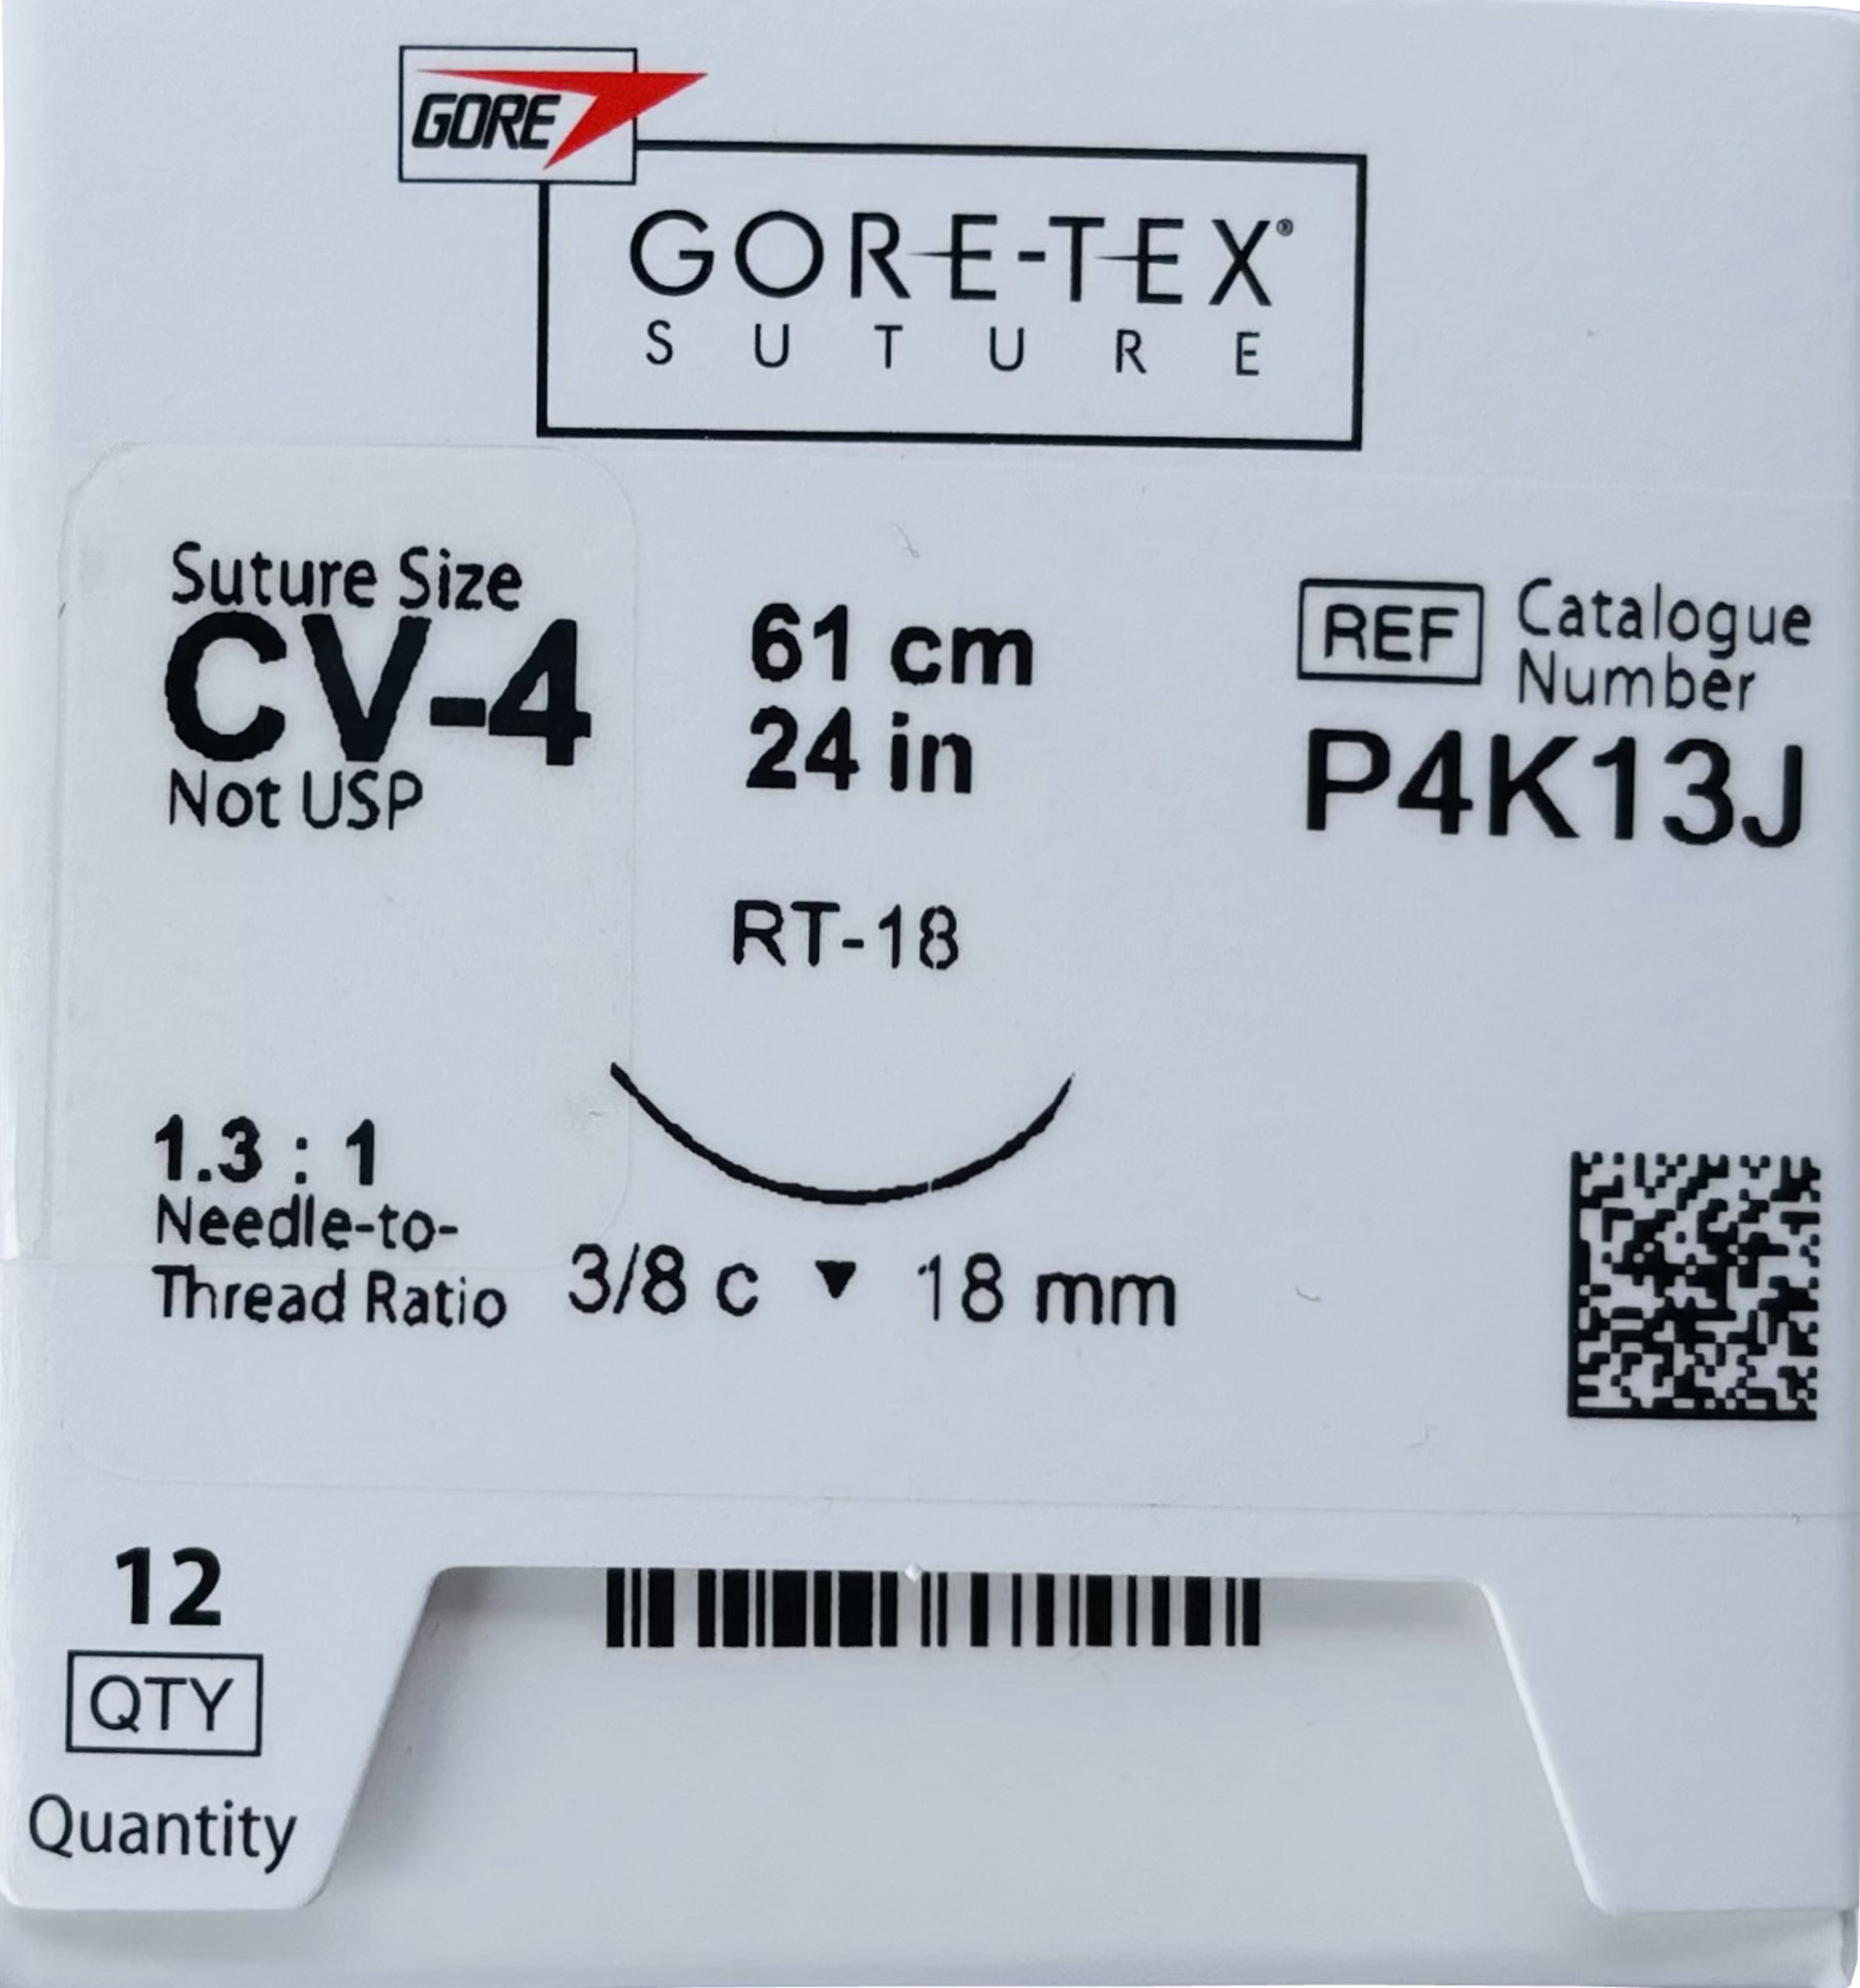 GORE
GORE-TEX®
SUTURE
Suture Size
CV-4
Not USP
61 cm
24 in
REF Catalogue
Number
P4K13J
RT-18
1.3 : 1
Needle-to-
Thread Ratio
3/8 c ▼ 18 mm
12
QTY
Quantity